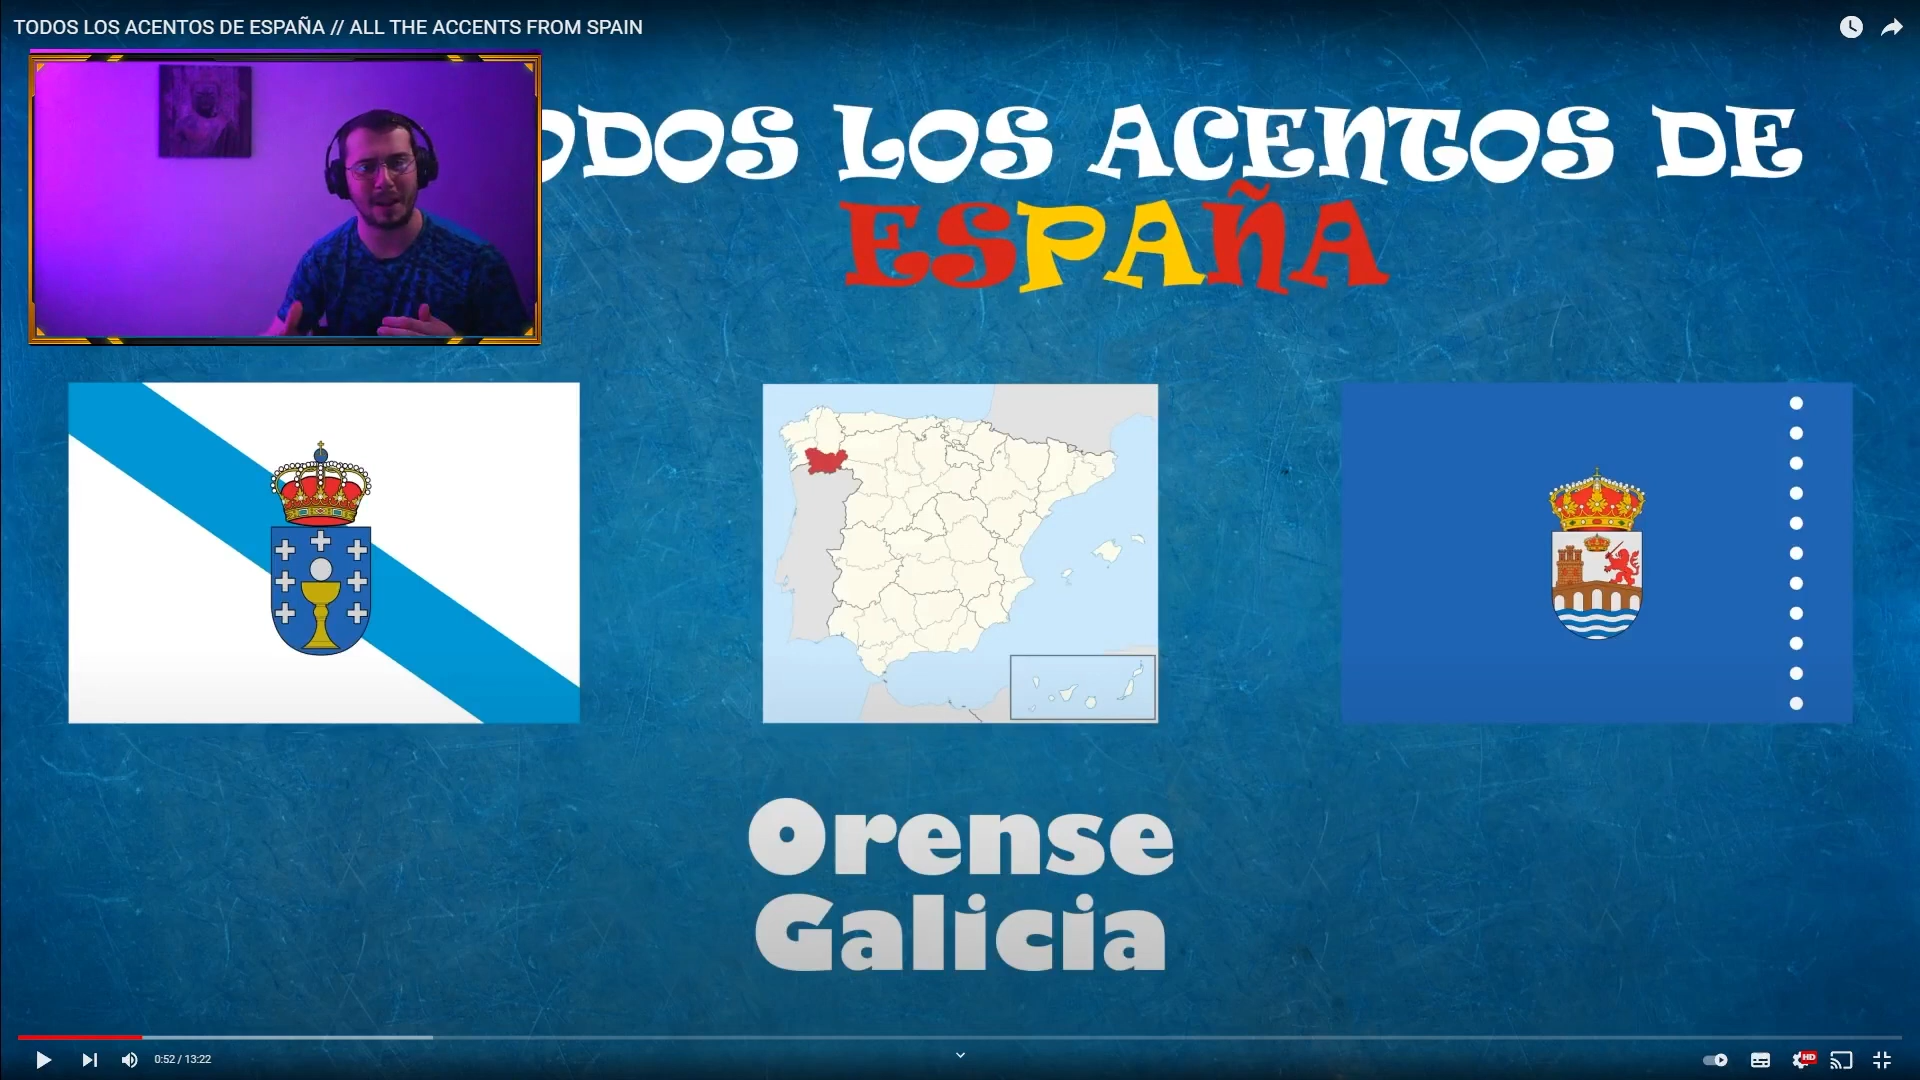 TODOS LOS ACENTOS DE ESPAÑA // ALL THE ACCENTS FROM SPAIN
ODOS LOS ACENTOS DE
ESPAÑA
Orense
Galicia
0:52 / 13:22
HD